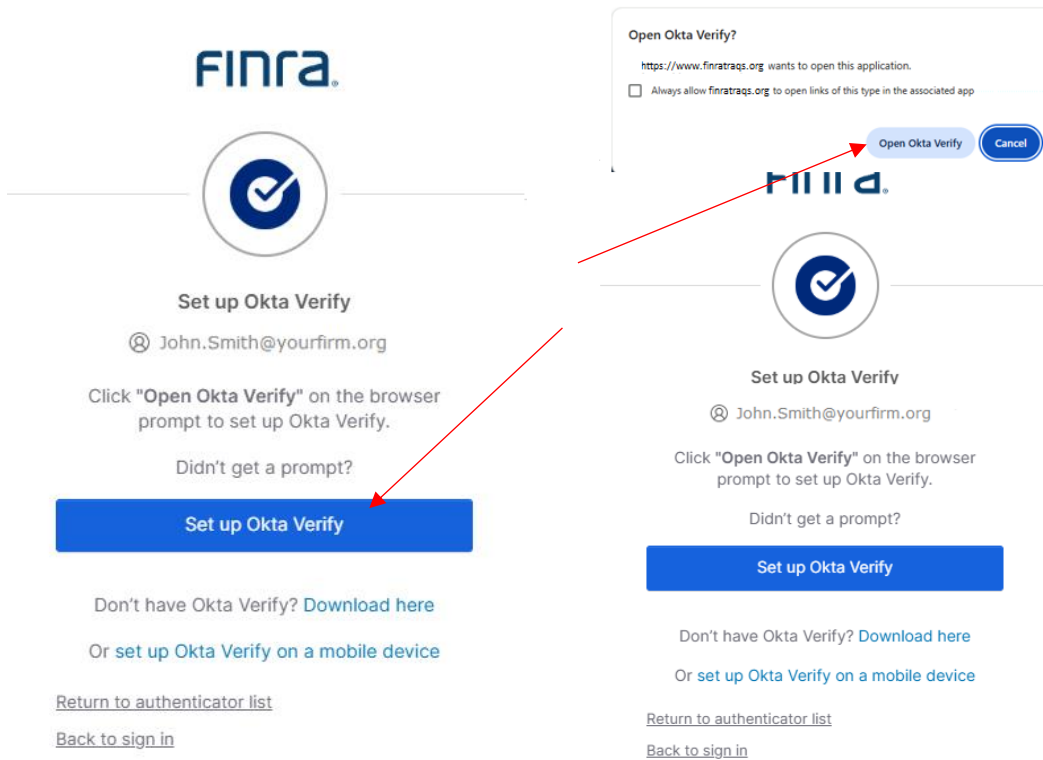 FINra.
Set up Okta Verify
John.Smith@yourfirm.org
Click "Open Okta Verify" on the browser
prompt to set up Okta Verify.
Didn't get a prompt?
Set up Okta Verify
Don't have Okta Verify? Download here
Or set up Okta Verify on a mobile device
Return to authenticator list
Back to sign in
Open Okta Verify?
https://www.finratraqs.org wants to open this application.
Always allow finratraqs.org to open links of this type in the associated app
Open Okta Verify
Cancel
FINra.
Set up Okta Verify
John.Smith@yourfirm.org
Click "Open Okta Verify" on the browser
prompt to set up Okta Verify.
Didn't get a prompt?
Set up Okta Verify
Don't have Okta Verify? Download here
Or set up Okta Verify on a mobile device
Return to authenticator list
Back to sign in